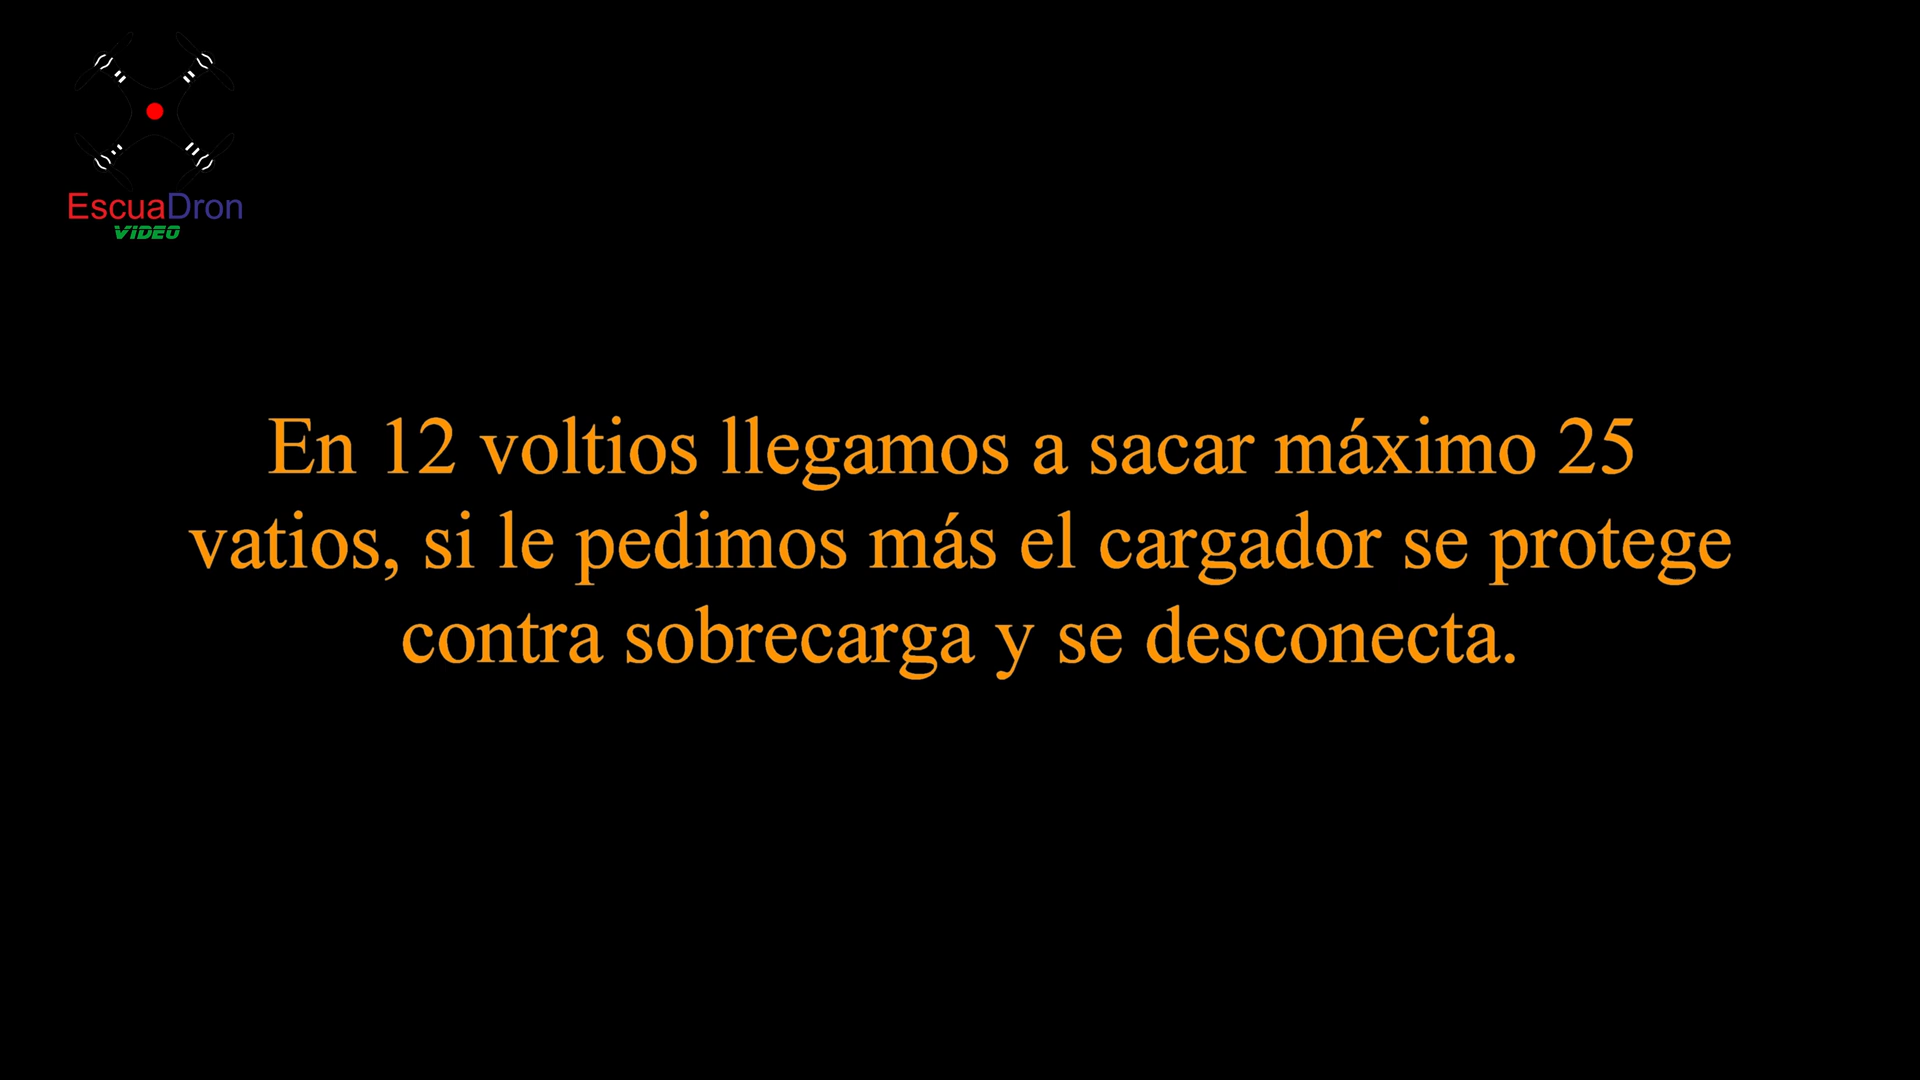 EscuaDron
VIDEO
En 12 voltios llegamos a sacar máximo 25
vatios, si le pedimos más el cargador se protege
contra sobrecarga y se desconecta.